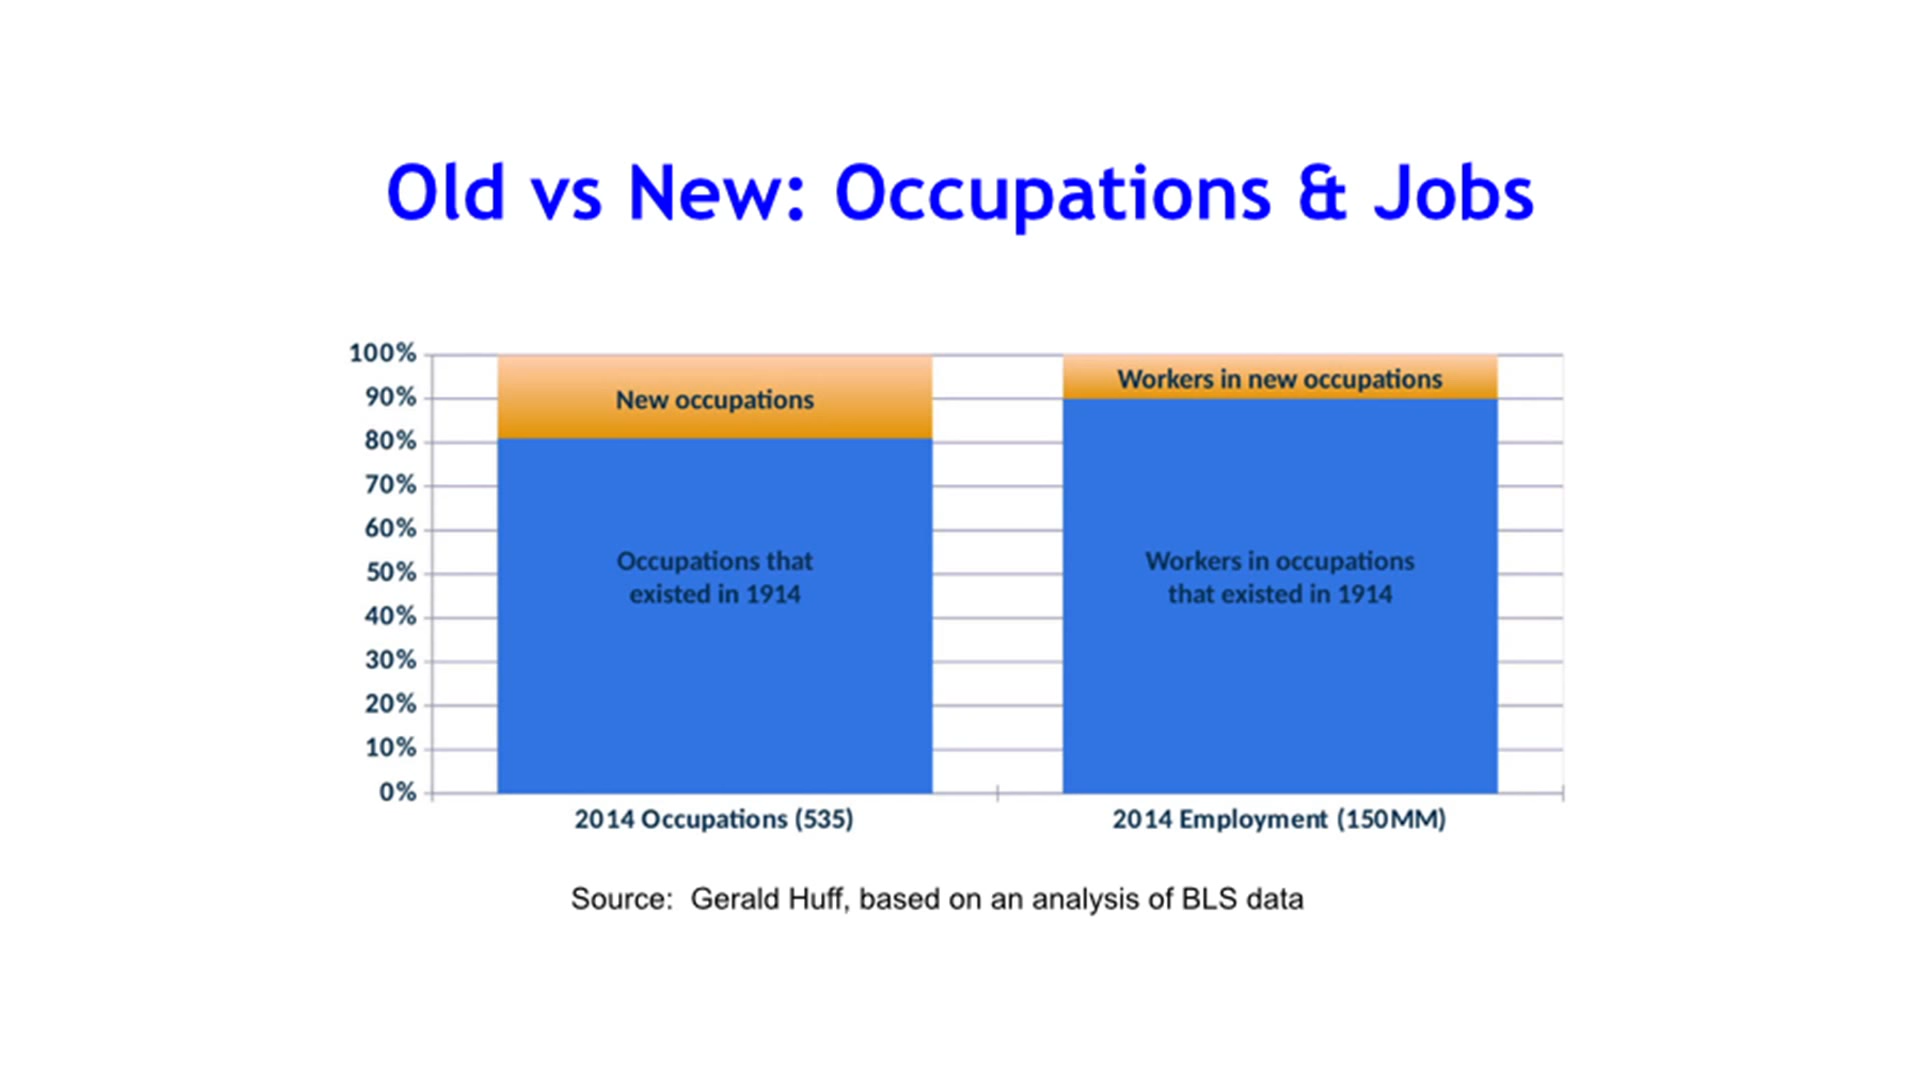 Old vs New: Occupations & Jobs
100%
90%
80%
70%
60%
50%
40%
30%
20%
10%
0%
New occupations
Occupations that
existed in 1914
Workers in new occupations
Workers in occupations
that existed in 1914
2014 Occupations (535)
2014 Employment (150MM)
Source: Gerald Huff, based on an analysis of BLS data